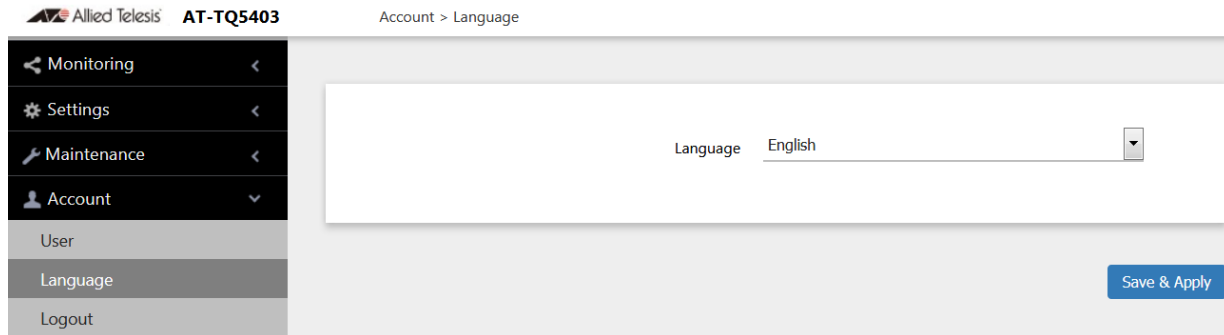 Allied Telesis AT-TQ5403 Account > Language
Monitoring
Settings
Maintenance
Account
User
Language
Logout
Language English
Save & Apply